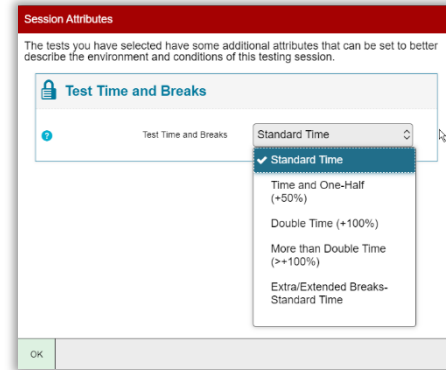 Session Attributes
The tests you have selected have some additional attributes that can be set to better
describe the environment and conditions of this testing session.
Test Time and Breaks
Test Time and Breaks
Standard Time
Standard Time
Time and One-Half
(+50%)
Double Time (+100%)
More than Double Time
(>+100%)
Extra/Extended Breaks-
Standard Time
OK